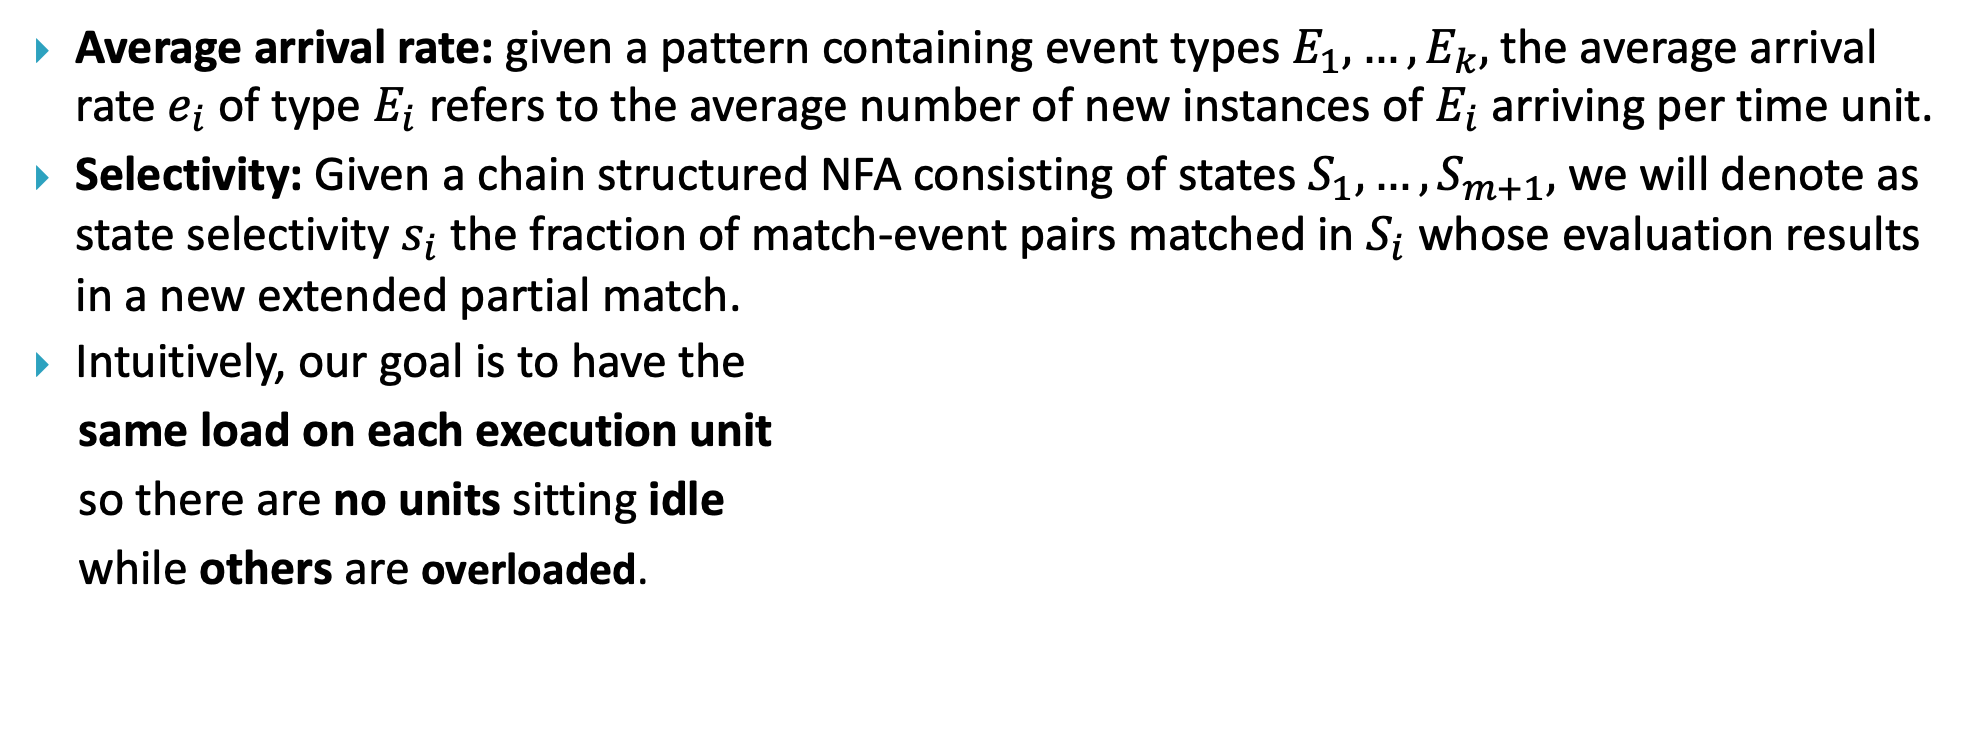 Average arrival rate: given a pattern containing event types E₁, … , Eₖ, the average arrival
rate eᵢ of type Eᵢ refers to the average number of new instances of Eᵢ arriving per time unit.
Selectivity: Given a chain structured NFA consisting of states S₁, … , Sₘ₊₁, we will denote as
state selectivity sᵢ the fraction of match-event pairs matched in Sᵢ whose evaluation results
in a new extended partial match.
Intuitively, our goal is to have the
same load on each execution unit
so there are no units sitting idle
while others are overloaded.